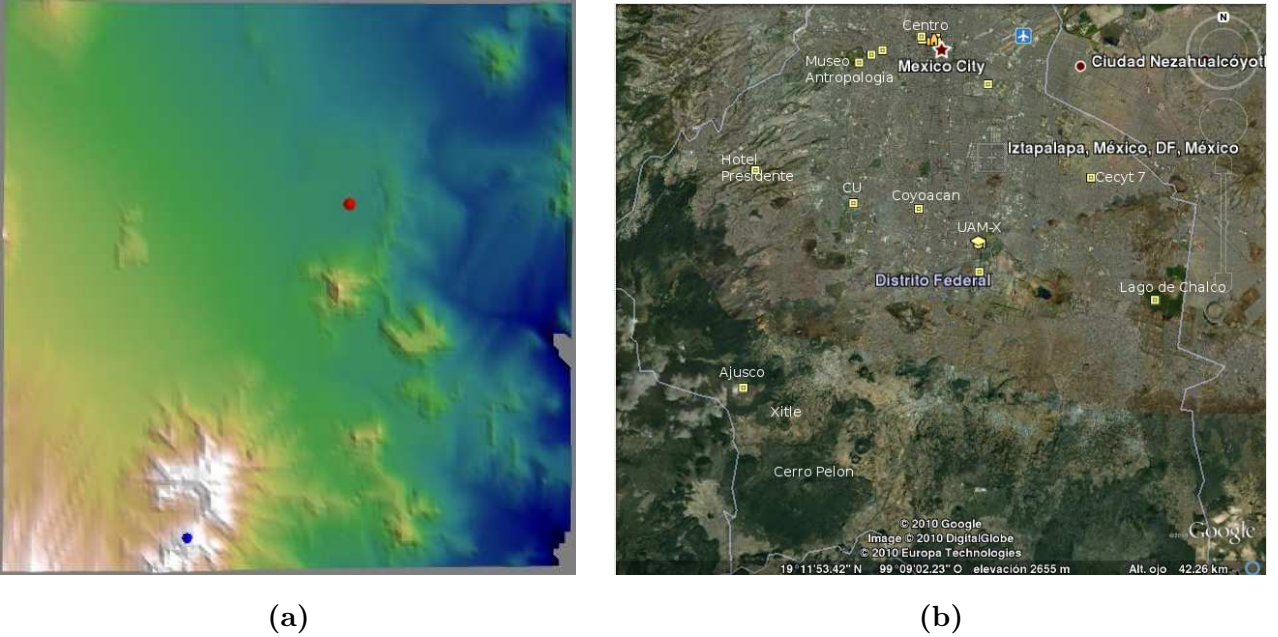 N
Centro
Museo
Antropologia
Mexico City
Ciudad Nezahualcóyotl
Iztapalapa, México, DF, México
Hotel
Presidente
Cecyt 7
CU
Coyoacan
UAM-X
Distrito Federal
Lago de Chalco
Ajusco
Xitle
Cerro Pelon
© 2010 Google
Image © 2010 DigitalGlobe
© 2010 Europa Technologies
©2010 Google
19°11'53.42" N 99°09'02.23" O elevación 2655 m Alt. ojo 42.26 km
(a) (b)